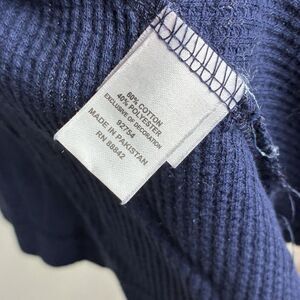 60% COTTON
40% POLYESTER
EXCLUSIVE OF DECORATION
92754
MADE IN PAKISTAN
RN 88842